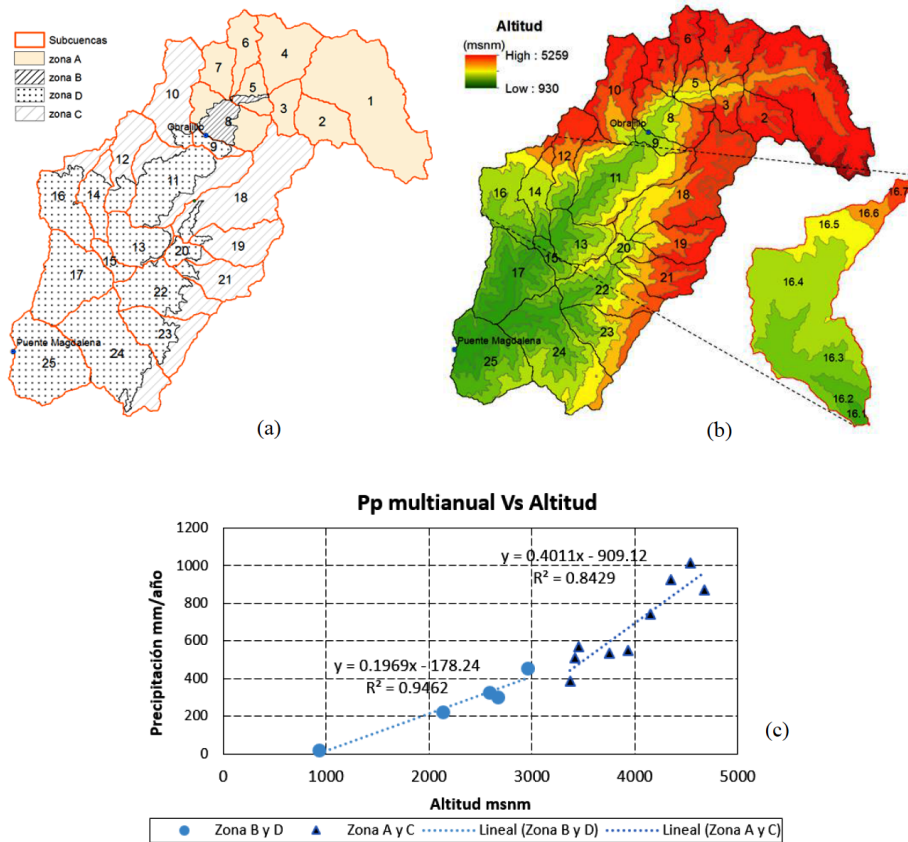 Subcuencas
zona A
zona B
zona D
zona C
6
4
7
1
10
5
3
8
2
Obrajillo
9
12
11
16
14
18
13
20
19
15
17
21
22
23
Puente Magdalena
24
25
(a)
Altitud
(msnm)
High : 5259
Low : 930
6
4
7
1
5
10
3
8
2
Obrajillo
9
12
11
16
14
18
13
20
19
15
17
21
22
23
Puente Magdalena
24
25
16.7
16.6
16.5
16.4
16.3
16.2
16.1
(b)
Pp multianual Vs Altitud
Precipitación mm/año
1200
1000
800
600
400
200
0
y = 0.4011x - 909.12
R² = 0.8429
y = 0.1969x - 178.24
R² = 0.9462
0
1000
2000
3000
4000
5000
Altitud msnm
(c)
Zona B y D
Zona A y C
Lineal (Zona B y D)
Lineal (Zona A y C)